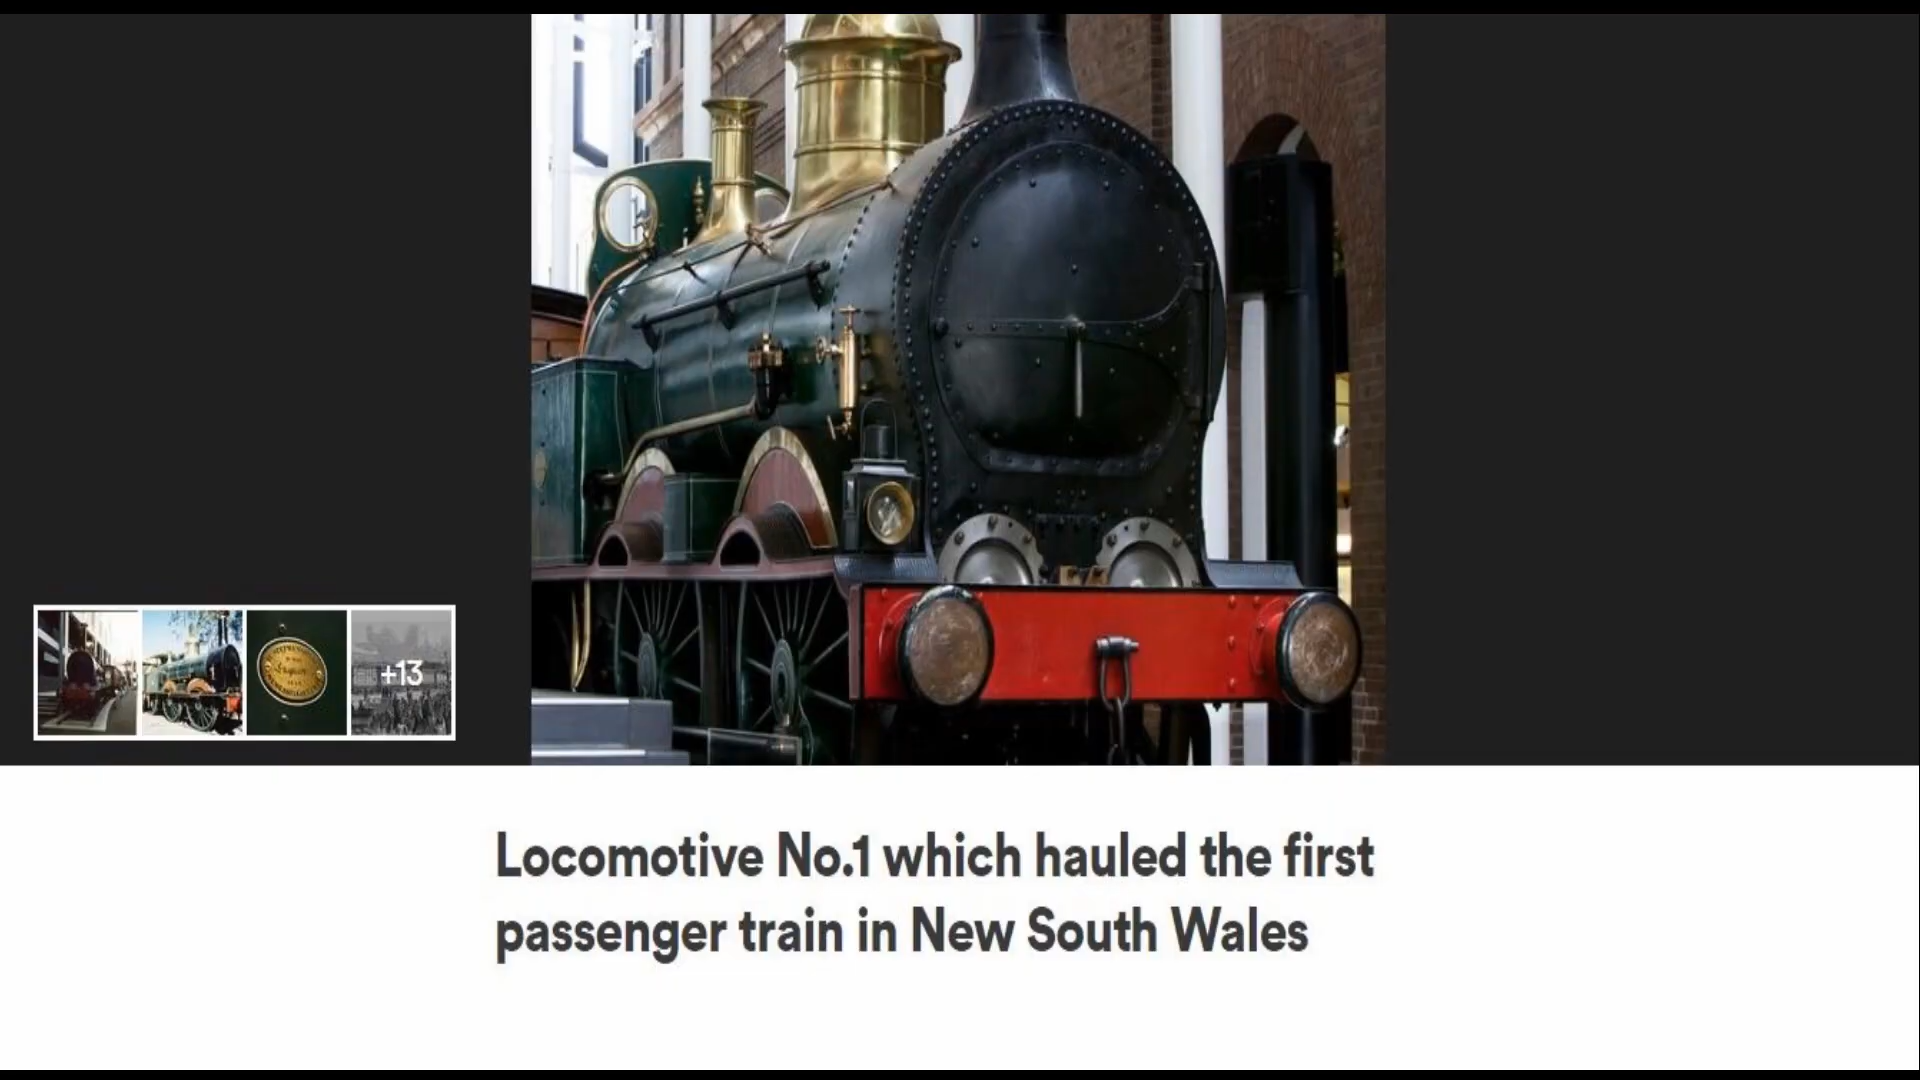 +13
Locomotive No.1 which hauled the first
passenger train in New South Wales